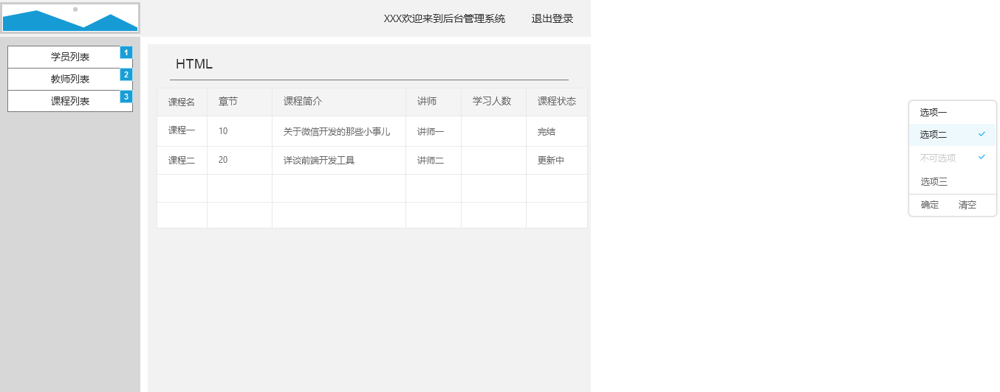 XXX欢迎来到后台管理系统 退出登录
学员列表 1
教师列表 2
课程列表 3
HTML
课程名 章节 课程简介 讲师 学习人数 课程状态
课程一 10 关于微信开发的那些小事儿 讲师一 完结
课程二 20 详谈前端开发工具 讲师二 更新中
选项一
选项二
不可选项
选项三
确定 清空